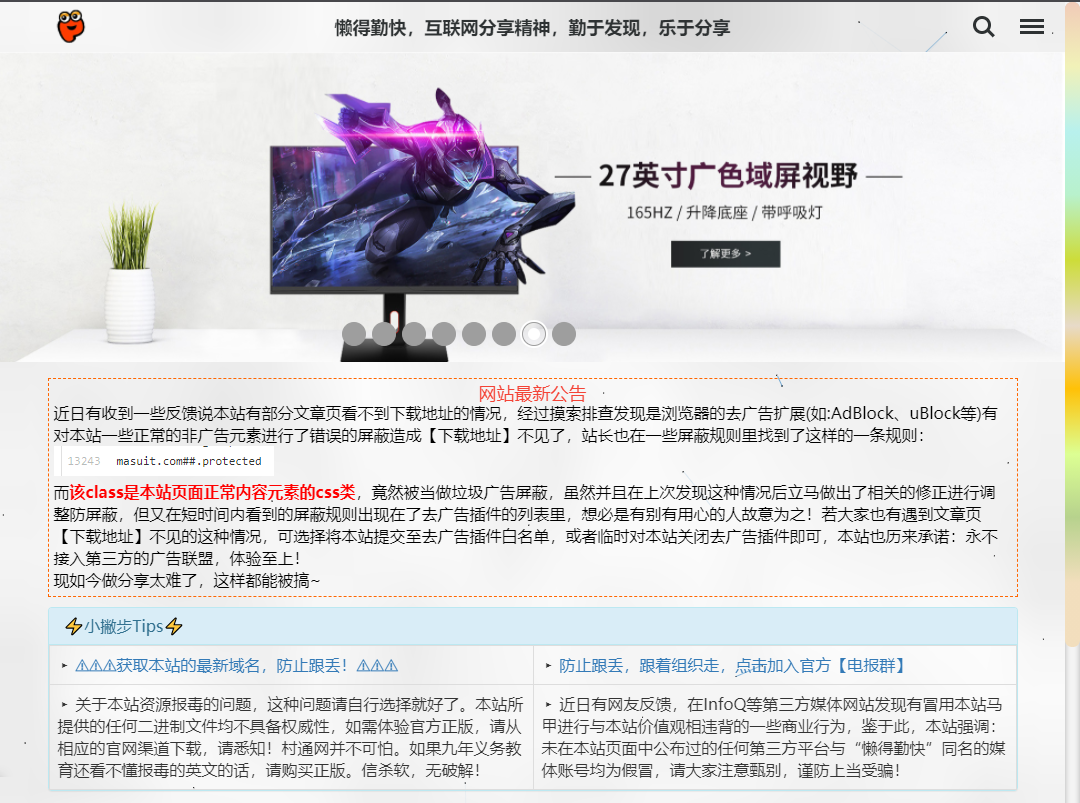 懒得勤快，互联网分享精神，勤于发现，乐于分享
27英寸广色域屏视野
165HZ / 升降底座 / 带呼吸灯
了解更多 >
网站最新公告
近日有收到一些反馈说本站有部分文章页看不到下载地址的情况，经过摸索排查发现是浏览器的去广告扩展(如:AdBlock、uBlock等)有
对本站一些正常的非广告元素进行了错误的屏蔽造成【下载地址】不见了，站长也在一些屏蔽规则里找到了这样的一条规则：
13243 masuit.com##.protected
而该class是本站页面正常内容元素的css类，竟然被当做垃圾广告屏蔽，虽然并且在上次发现这种情况后立马做出了相关的修正进行调
整防屏蔽，但又在短时间内看到的屏蔽规则出现在了去广告插件的列表里，想必是有别有用心的人故意为之！若大家也有遇到文章页
【下载地址】不见的这种情况，可选择将本站提交至去广告插件白名单，或者临时对本站关闭去广告插件即可，本站也历来承诺：永不
接入第三方的广告联盟，体验至上！
现如今做分享太难了，这样都能被搞~
⚡小撇步Tips⚡
‣ ⚠⚠⚠获取本站的最新域名，防止跟丢！⚠⚠⚠
‣ 防止跟丢，跟着组织走，点击加入官方【电报群】
‣ 关于本站资源报毒的问题，这种问题请自行选择就好了。本站所
提供的任何二进制文件均不具备权威性，如需体验官方正版，请从
相应的官网渠道下载，请悉知！村通网并不可怕。如果九年义务教
育还看不懂报毒的英文的话，请购买正版。信杀软，无破解！
‣ 近日有网友反馈，在InfoQ等第三方媒体网站发现有冒用本站马
甲进行与本站价值观相违背的一些商业行为，鉴于此，本站强调：
未在本站页面中公布过的任何第三方平台与“懒得勤快”同名的媒
体账号均为假冒，请大家注意甄别，谨防上当受骗！